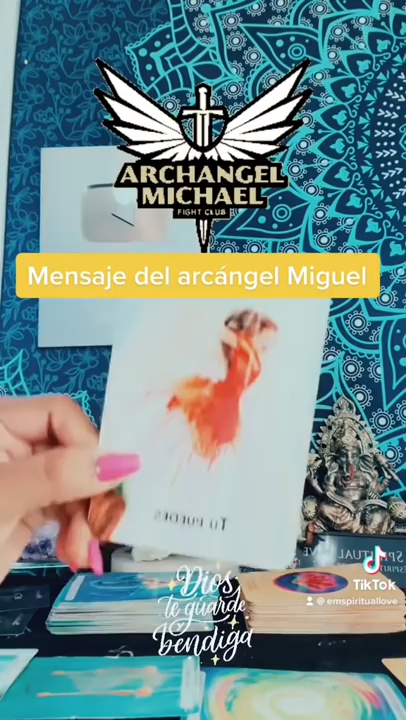 ARCHANGEL
MICHAEL
FIGHT CLUB
Mensaje del arcángel Miguel
TU PUEDES
Dios
te guarde
y
bendiga
TikTok
@emspirituallove